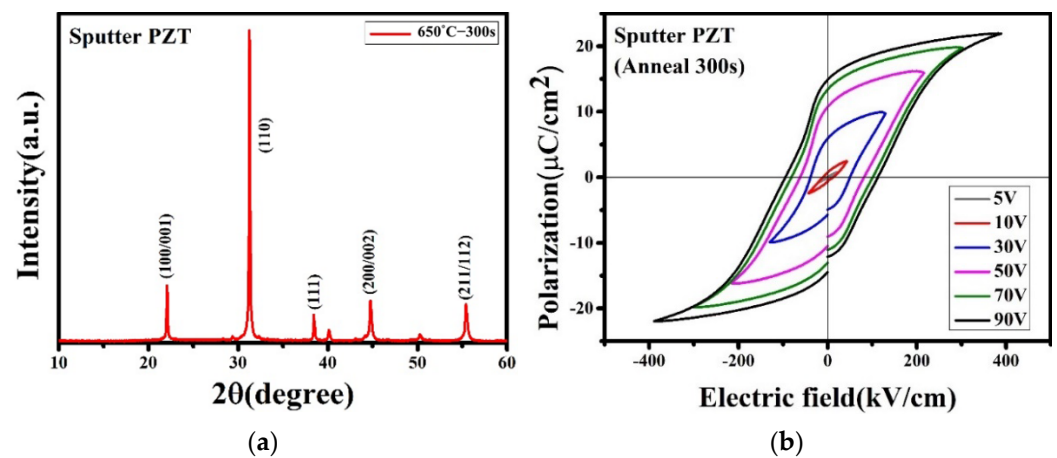 Sputter PZT
650°C−300s
Intensity(a.u.)
(100/001)
(110)
(111)
(200/002)
(211/112)
10
20
30
40
50
60
2θ(degree)
(a)
Sputter PZT
(Anneal 300s)
Polarization(μC/cm²)
20
10
0
-10
-20
5V
10V
30V
50V
70V
90V
-400
-200
0
200
400
Electric field(kV/cm)
(b)